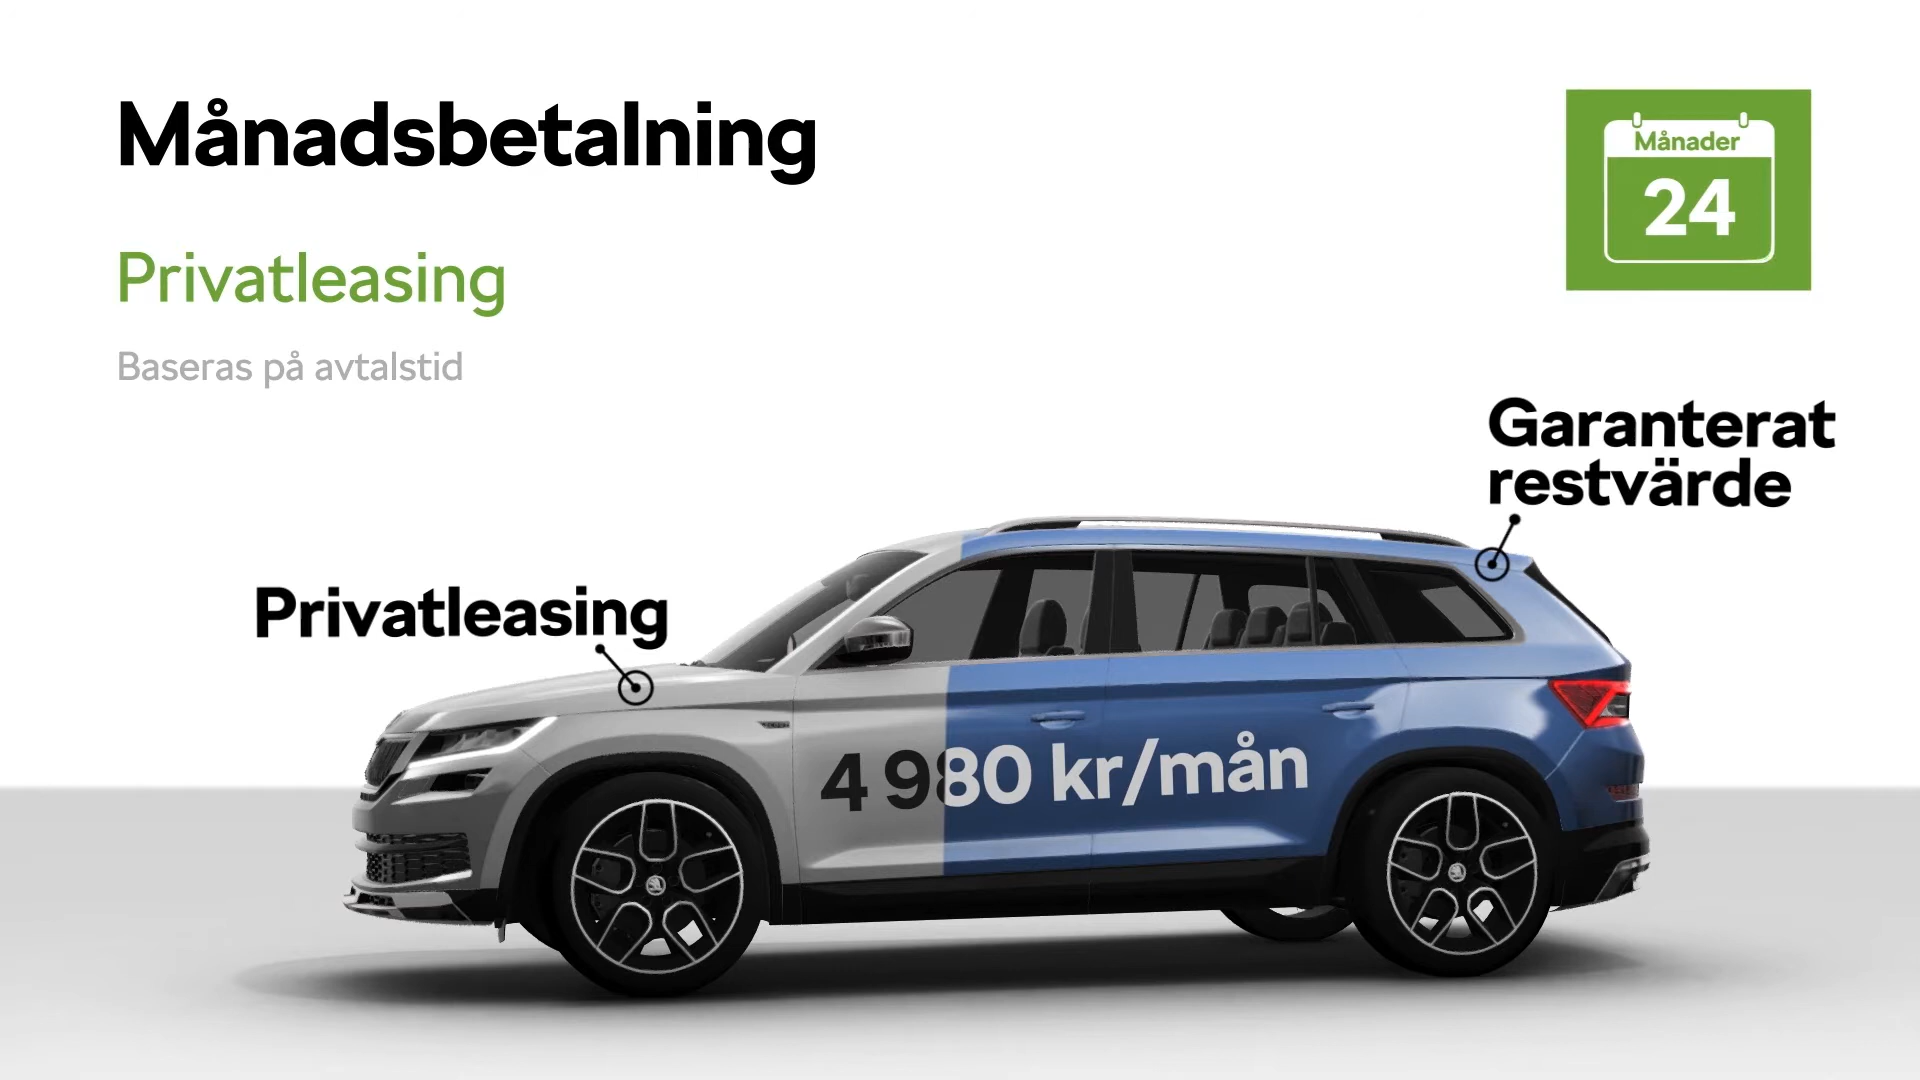 Månadsbetalning
Månader
24
Privatleasing
Baseras på avtalstid
Garanterat
restvärde
Privatleasing
4 980 kr/mån